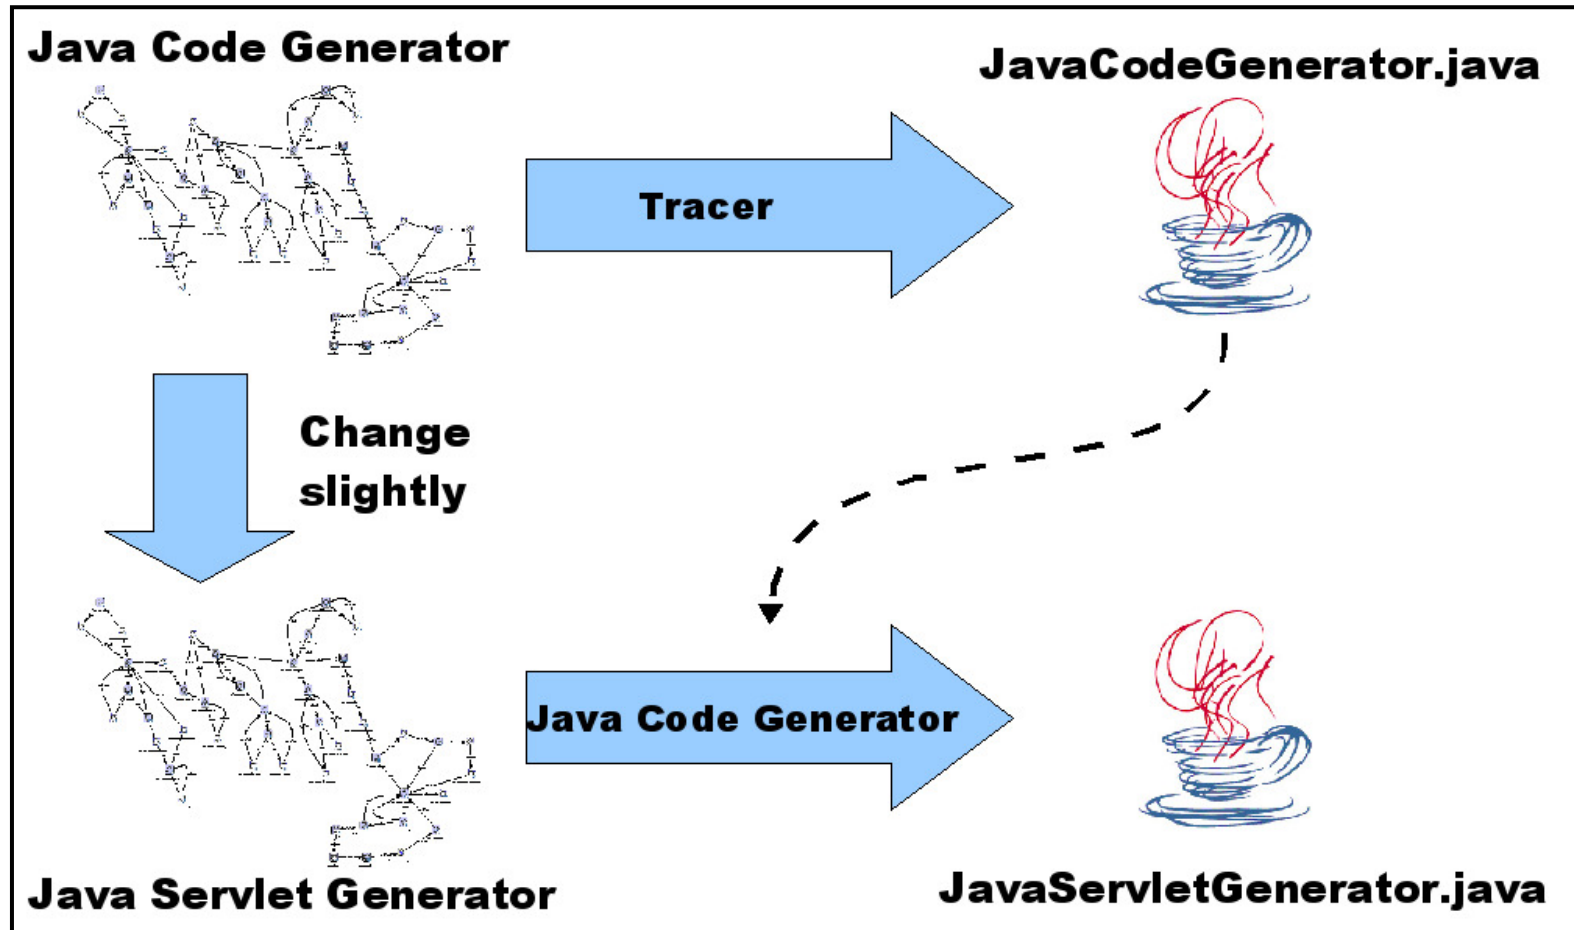 Java Code Generator
JavaCodeGenerator.java
Tracer
Change
slightly
Java Code Generator
Java Servlet Generator
JavaServletGenerator.java